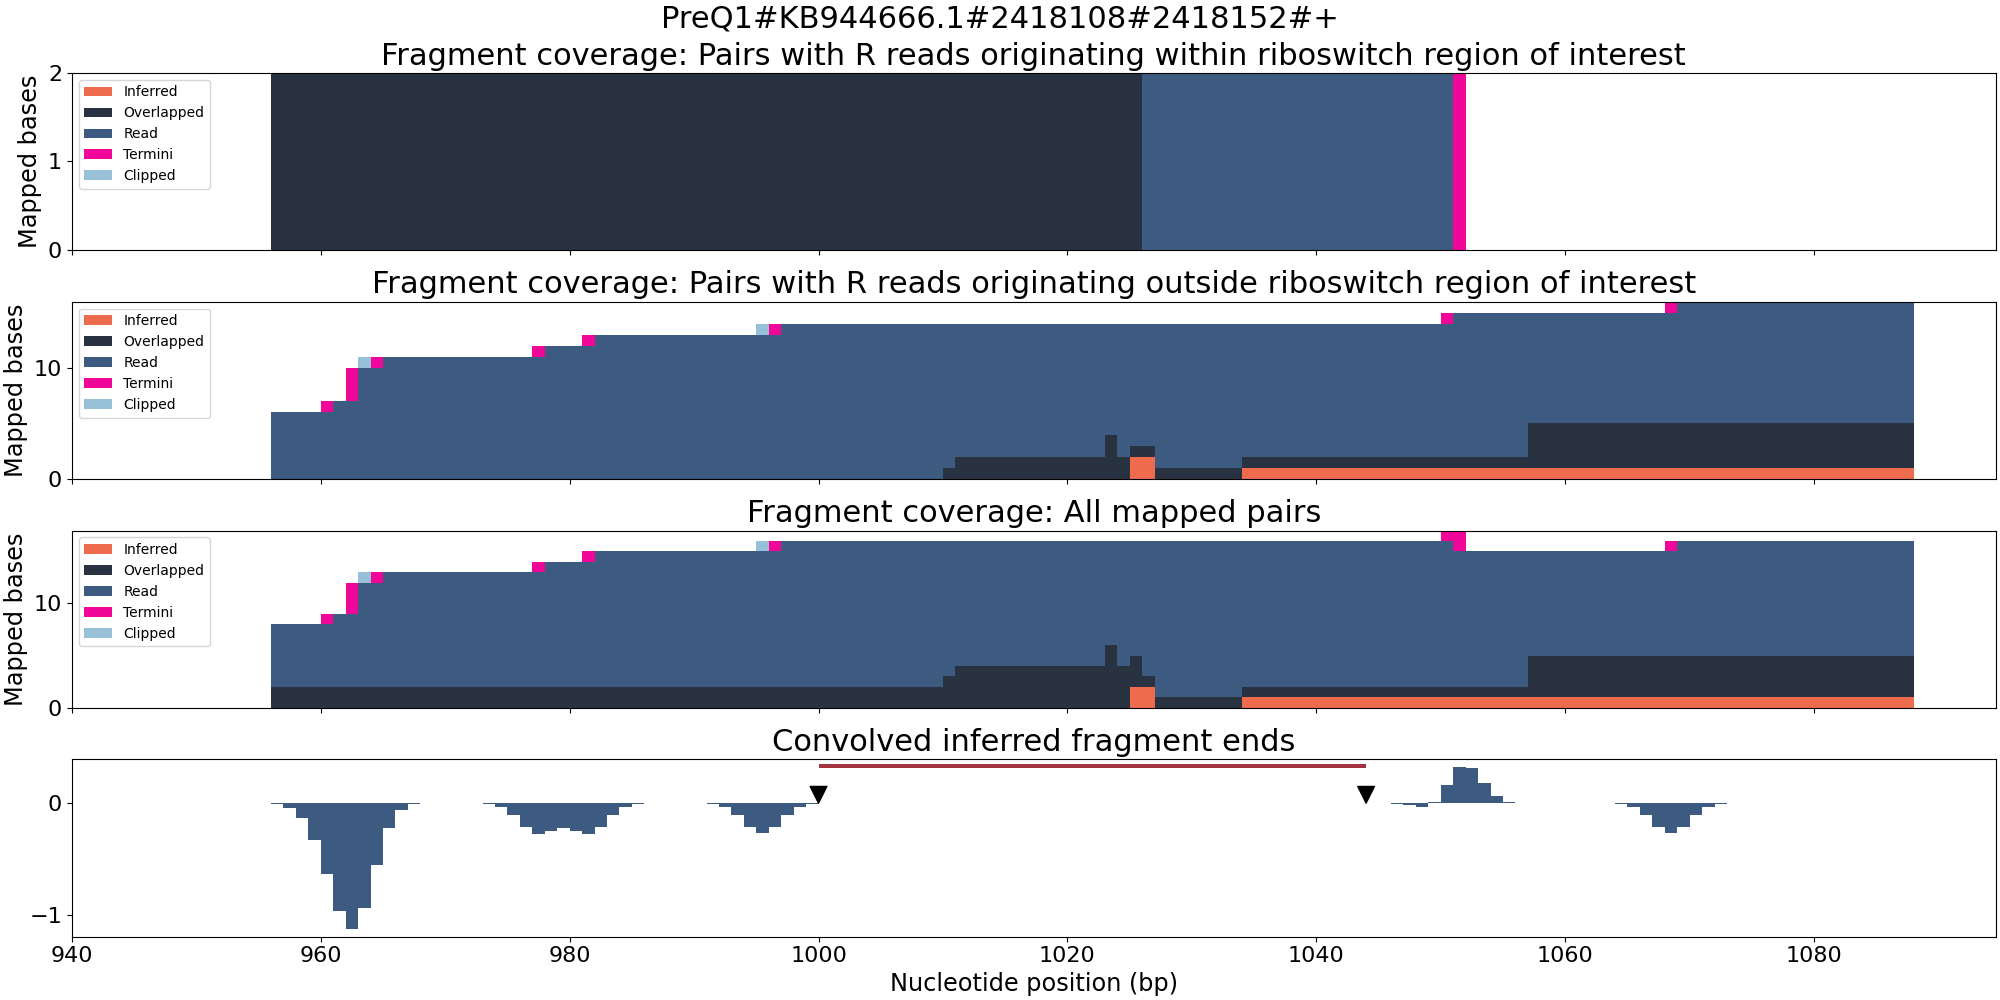 PreQ1#KB944666.1#2418108#2418152#+
Fragment coverage: Pairs with R reads originating within riboswitch region of interest
Mapped bases
2
1
0
Inferred
Overlapped
Read
Termini
Clipped
Fragment coverage: Pairs with R reads originating outside riboswitch region of interest
Mapped bases
10
0
Inferred
Overlapped
Read
Termini
Clipped
Fragment coverage: All mapped pairs
Mapped bases
10
0
Inferred
Overlapped
Read
Termini
Clipped
Convolved inferred fragment ends
0
−1
940 960 980 1000 1020 1040 1060 1080
Nucleotide position (bp)